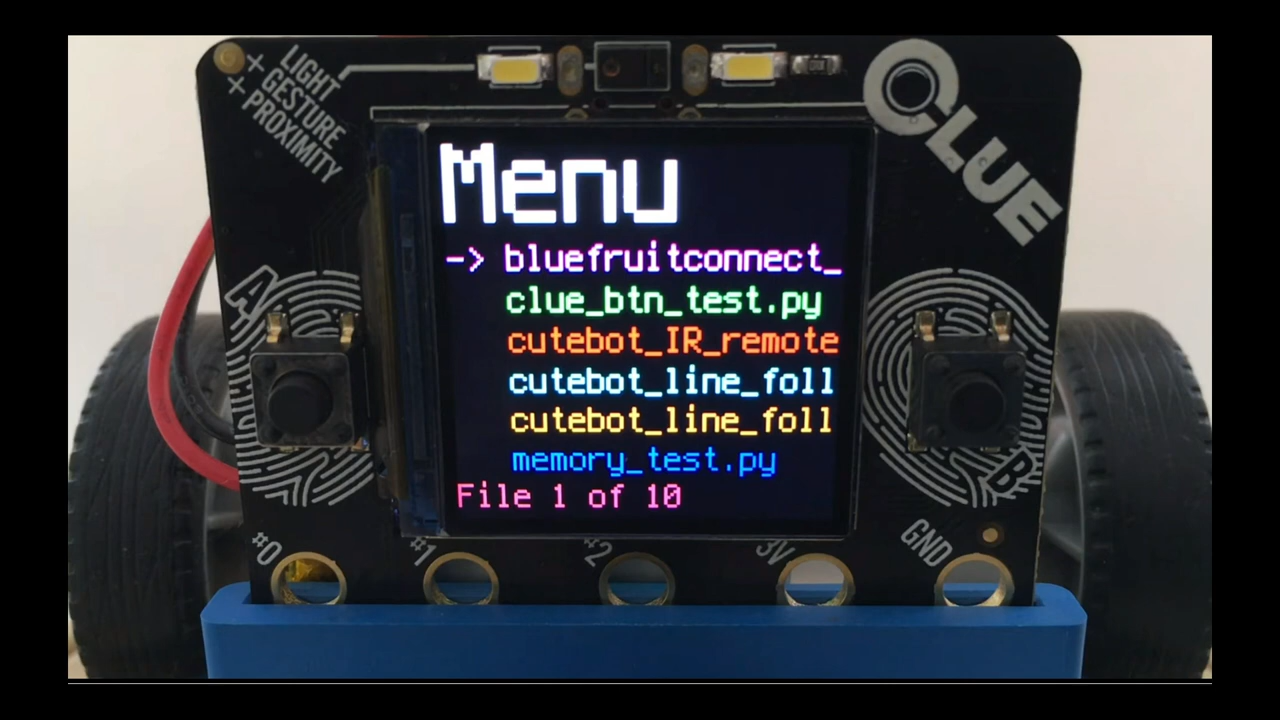 LIGHT
+ GESTURE
+ PROXIMITY
CLUE
Menu
-> bluefruitconnect_
clue_btn_test.py
cutebot_IR_remote
cutebot_line_foll
cutebot_line_foll
memory_test.py
File 1 of 10
A
B
#0
#1
#2
3V
GND